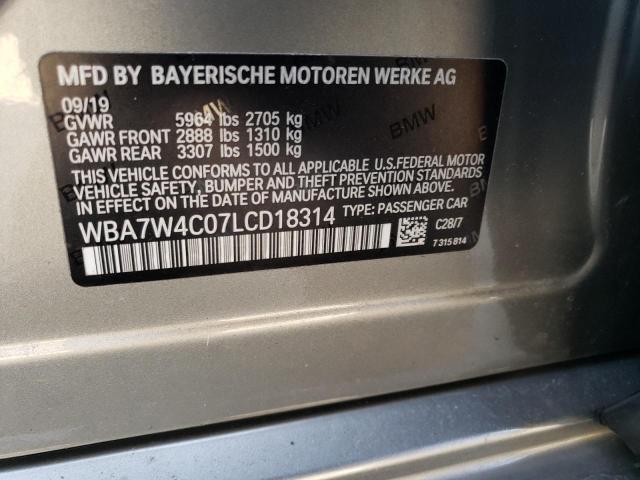 MFD BY BAYERISCHE MOTOREN WERKE AG
09/19
GVWR 5964 lbs 2705 kg
GAWR FRONT 2888 lbs 1310 kg
GAWR REAR 3307 lbs 1500 kg
THIS VEHICLE CONFORMS TO ALL APPLICABLE U.S.FEDERAL MOTOR
VEHICLE SAFETY, BUMPER AND THEFT PREVENTION STANDARDS
IN EFFECT ON THE DATE OF MANUFACTURE SHOWN ABOVE.
WBA7W4C07LCD18314 TYPE: PASSENGER CAR
C28/7
7 315 814
BMW